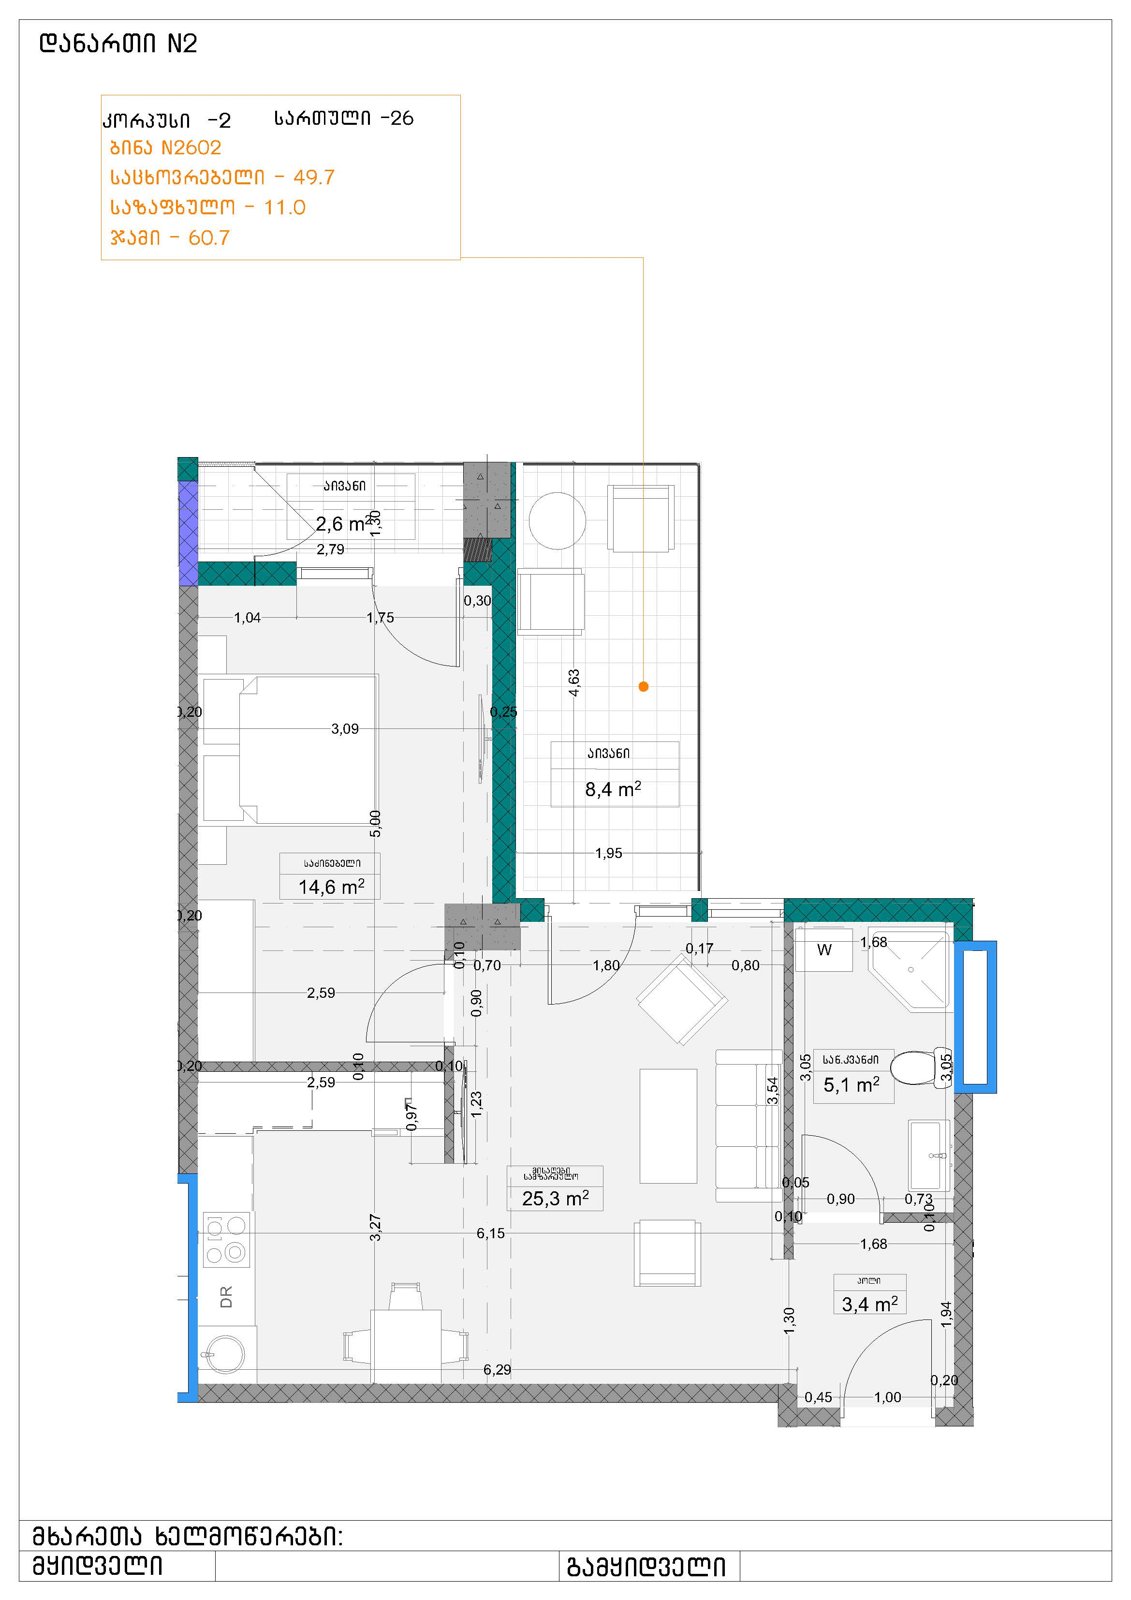 დანართი N2
კორპუსი -2 სართული -26
ბინა N2602
საცხოვრებელი - 49.7
საზაფხულო - 11.0
ჯამი - 60.7
აივანი
2,6 m²
1,30
2,79
1,04
1,75
0,30
4,63
0,20
3,09
0,25
აივანი
8,4 m²
5,00
1,95
საძინებელი
14,6 m²
0,20
0,10
0,70
1,80
0,17
0,80
1,68
W
2,59
0,90
0,20
0,10
0,10
2,59
0,97
1,23
3,54
3,05
სან.კვანძი
5,1 m²
3,05
მისაღები
სამზარეულო
25,3 m²
0,05
0,90
0,73
0,10
0,10
3,27
6,15
1,68
DR
ჰოლი
3,4 m²
1,30
1,94
6,29
0,20
0,45
1,00
მხარეთა ხელმოწერები:
მყიდველი
გამყიდველი